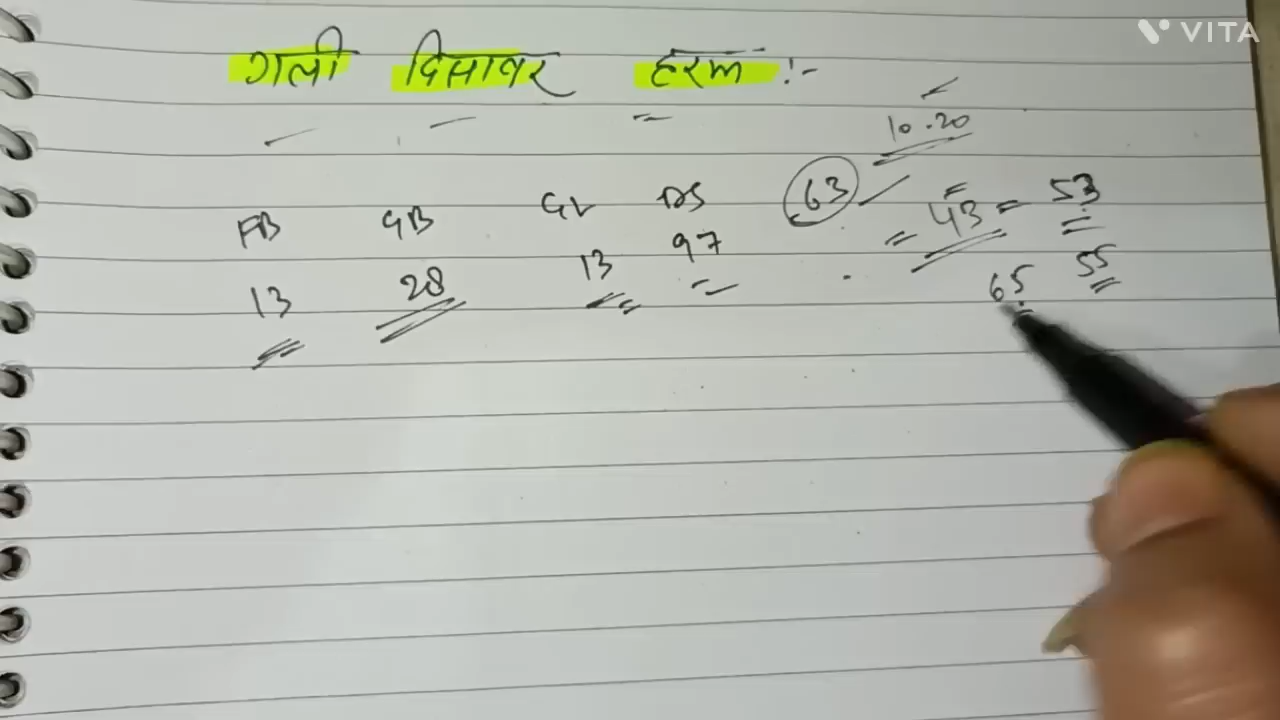 VITA
गली दिसावर हरूल :-
10.20
FB GB GL DS 63 = 43 = 53
13 28 13 97
65 55